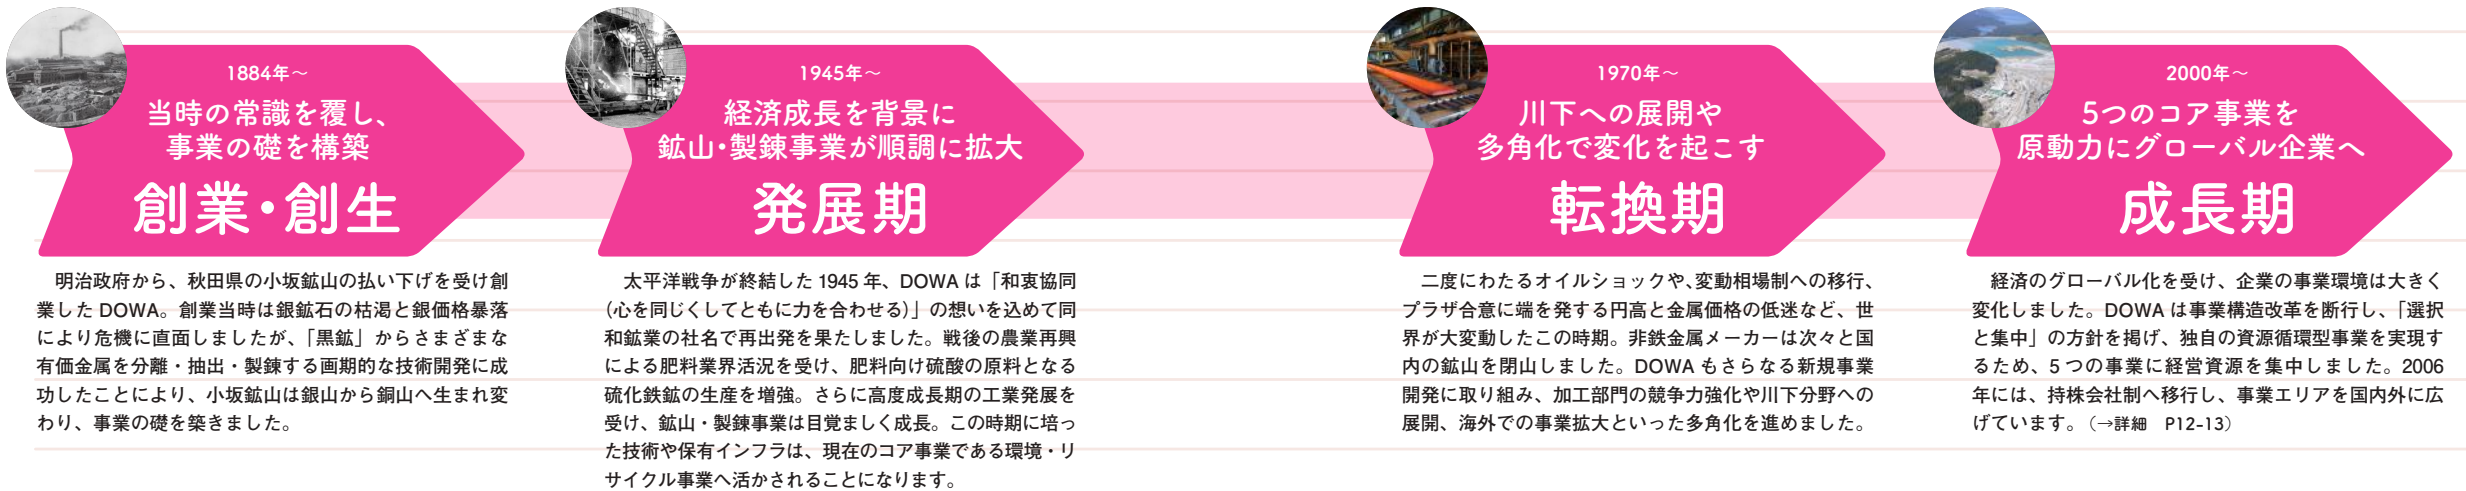 1884年〜
当時の常識を覆し、
事業の礎を構築
創業・創生
明治政府から、秋田県の小坂鉱山の払い下げを受け創
業した DOWA。創業当時は銀鉱石の枯渇と銀価格暴落
により危機に直面しましたが、「黒鉱」からさまざまな
有価金属を分離・抽出・製錬する画期的な技術開発に成
功したことにより、小坂鉱山は銀山から銅山へ生まれ変
わり、事業の礎を築きました。
1945年〜
経済成長を背景に
鉱山・製錬事業が順調に拡大
発展期
太平洋戦争が終結した 1945 年、DOWA は「和衷協同
(心を同じくしてともに力を合わせる)」の想いを込めて同
和鉱業の社名で再出発を果たしました。戦後の農業再興
による肥料業界活況を受け、肥料向け硫酸の原料となる
硫化鉄鉱の生産を増強。さらに高度成長期の工業発展を
受け、鉱山・製錬事業は目覚ましく成長。この時期に培っ
た技術や保有インフラは、現在のコア事業である環境・リ
サイクル事業へ活かされることになります。
1970年〜
川下への展開や
多角化で変化を起こす
転換期
二度にわたるオイルショックや、変動相場制への移行、
プラザ合意に端を発する円高と金属価格の低迷など、世
界が大変動したこの時期。非鉄金属メーカーは次々と国
内の鉱山を閉山しました。DOWA もさらなる新規事業
開発に取り組み、加工部門の競争力強化や川下分野への
展開、海外での事業拡大といった多角化を進めました。
2000年〜
5つのコア事業を
原動力にグローバル企業へ
成長期
経済のグローバル化を受け、企業の事業環境は大きく
変化しました。DOWA は事業構造改革を断行し、「選択
と集中」の方針を掲げ、独自の資源循環型事業を実現す
るため、5 つの事業に経営資源を集中しました。2006
年には、持株会社制へ移行し、事業エリアを国内外に広
げています。（→詳細　P12-13）